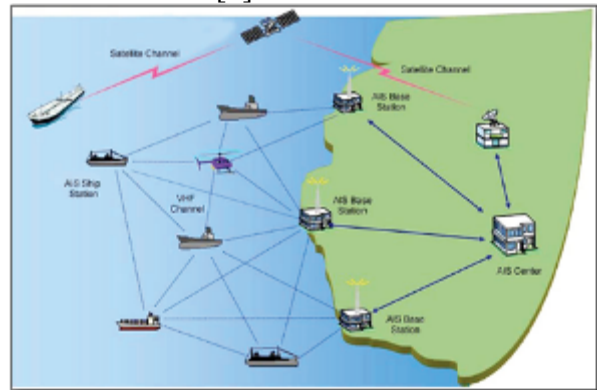 Satellite Channel
Satellite Channel
AIS Base
Station
AIS Ship
Station
VHF
Channel
AIS Base
Station
AIS Center
AIS Base
Station